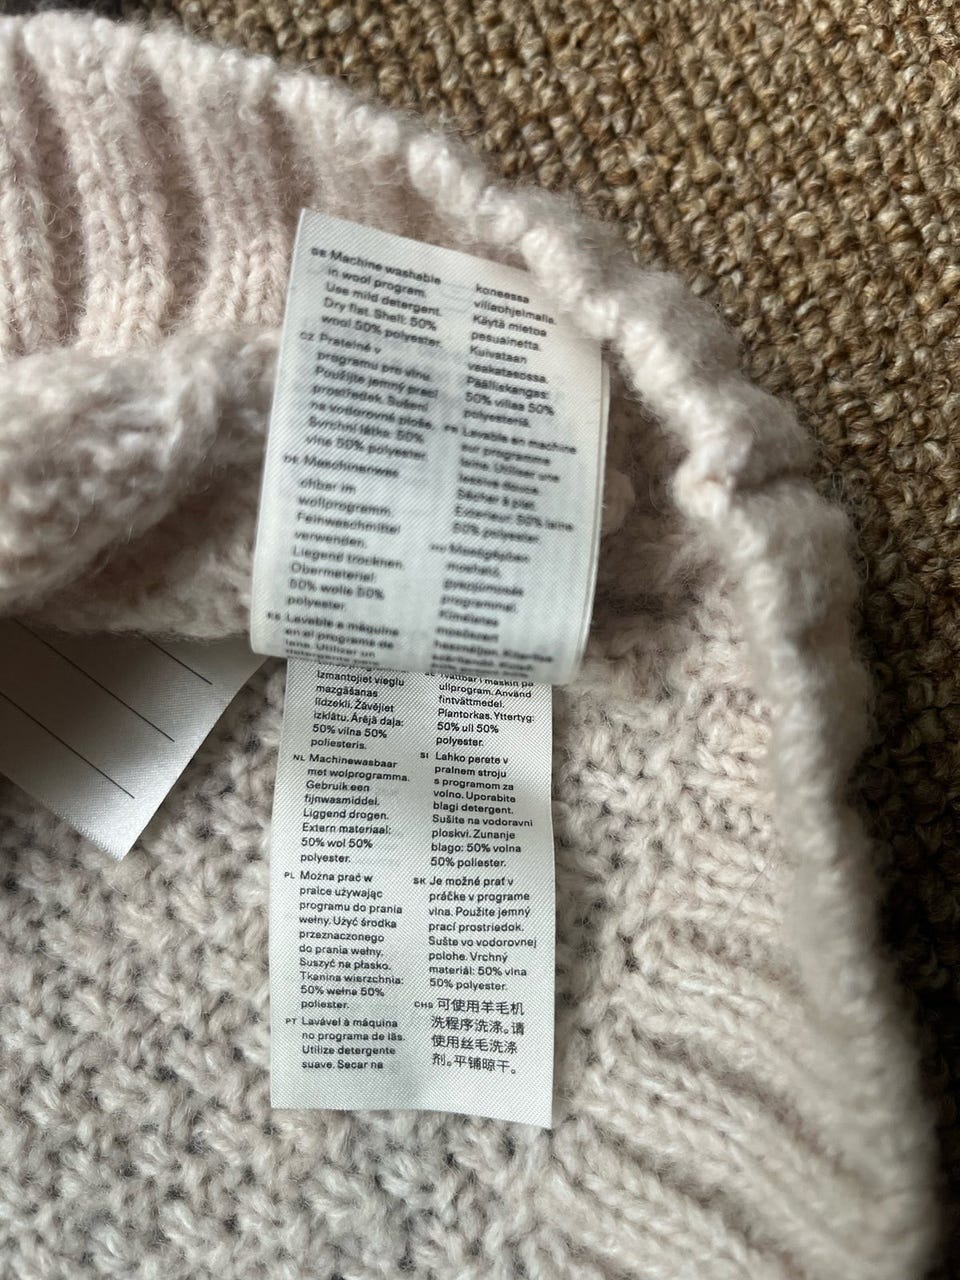 GB Machine washable
in wool program.
Use mild detergent.
Dry flat. Shell: 50%
wool 50% polyester.
CZ Prateiné v
programu pro vlnu.
Použijte jemný prací
prostředek. Sušení
na vodorovné ploše.
Svrchní látka: 50%
vlna 50% polyester
DE Maschinenwas
chbar im
wollprogramm.
Feinwaschmittel
verwenden.
Liegend trocknen.
Obermaterial:
50% wolle 50%
polyester.
ES Lavable a máquina
en el programa de
lana. Utilizar un
detergente para
koneessa
villaohjelmalla.
Käytä mietoa
pesuainetta.
Kuivataan
vaakatasossa.
Päälliskangas:
50% villaa 50%
polyesteriä.
FR Lavable en machine
sur programme
laine. Utiliser une
lessive douce.
Sécher à plat.
Exterieur: 50% laine
50% polyester.
HU Mosógépben
mosható,
gyapjúmosás
programmal.
Kíméletes
mosószert
használjon.
Izmantojiet vieglu
mazgāšanas
līdzekli. Žāvējiet
izklātu. Ārējā daļa:
50% vilna 50%
poliesteris.
NL Machinewasbaar
met wolprogramma.
Gebruik een
fijnwasmiddel.
Liggend drogen.
Extern materiaal:
50% wol 50%
polyester.
PL Można prać w
pralce używając
programu do prania
wełny. Użyć środka
przeznaczonego
do prania wełny.
Suszyć na płasko.
Tkanina wierzchnia:
50% wełna 50%
poliester.
PT Lavável à máquina
no programa de lãs.
Utilize detergente
suave. Secar na
SE Tvättbar i maskin på
ullprogram. Använd
fintvättmedel.
Plantorkas. Yttertyg:
50% ull 50%
polyester.
SI Lahko perete v
pralnem stroju
s programom za
volno. Uporabite
blagi detergent.
Sušite na vodoravni
ploskvi. Zunanje
blago: 50% volna
50% poliester.
SK Je možné prať v
práčke v programe
vlna. Použite jemný
prací prostriedok.
Sušte vo vodorovnej
polohe. Vrchný
materiál: 50% vlna
50% polyester.
CHS 可使用羊毛机
洗程序洗涤。请
使用丝毛洗涤
剂。平铺晾干。